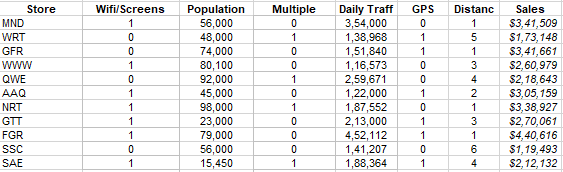 Store Wifi/Screens Population Multiple Daily Traff GPS Distanc Sales
MND 1 56,000 0 3,54,000 0 1 $3,41,509
WRT 0 48,000 1 1,38,968 1 5 $1,73,148
GFR 0 74,000 0 1,51,840 1 1 $3,41,661
WWW 1 80,100 0 1,16,573 0 3 $2,60,979
QWE 0 92,000 1 2,59,671 0 4 $2,18,643
AAQ 1 45,000 0 1,22,000 1 2 $3,05,159
NRT 1 98,000 1 1,87,552 0 1 $3,38,927
GTT 1 23,000 0 2,13,000 1 3 $2,70,061
FGR 1 79,000 0 4,52,112 1 1 $4,40,616
SSC 0 56,000 0 1,41,207 0 6 $1,19,493
SAE 1 15,450 1 1,88,364 1 4 $2,12,132